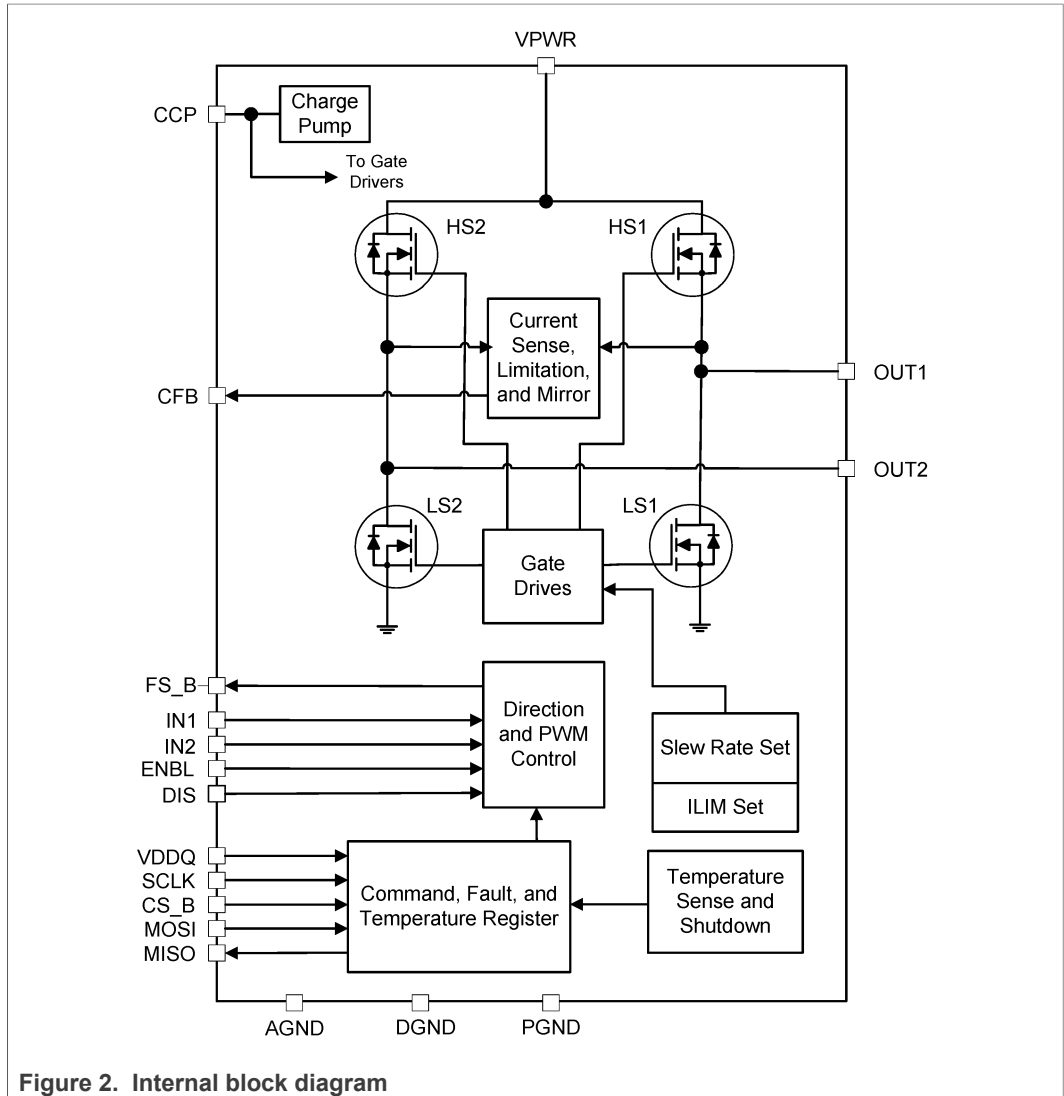 VPWR
CCP
Charge
Pump
To Gate
Drivers
HS2
HS1
Current
Sense,
Limitation,
and Mirror
OUT1
CFB
OUT2
LS2
LS1
Gate
Drives
FS_B
IN1
IN2
ENBL
DIS
Direction
and PWM
Control
Slew Rate Set
ILIM Set
VDDQ
SCLK
CS_B
MOSI
MISO
Command, Fault, and
Temperature Register
Temperature
Sense and
Shutdown
AGND
DGND
PGND
Figure 2. Internal block diagram